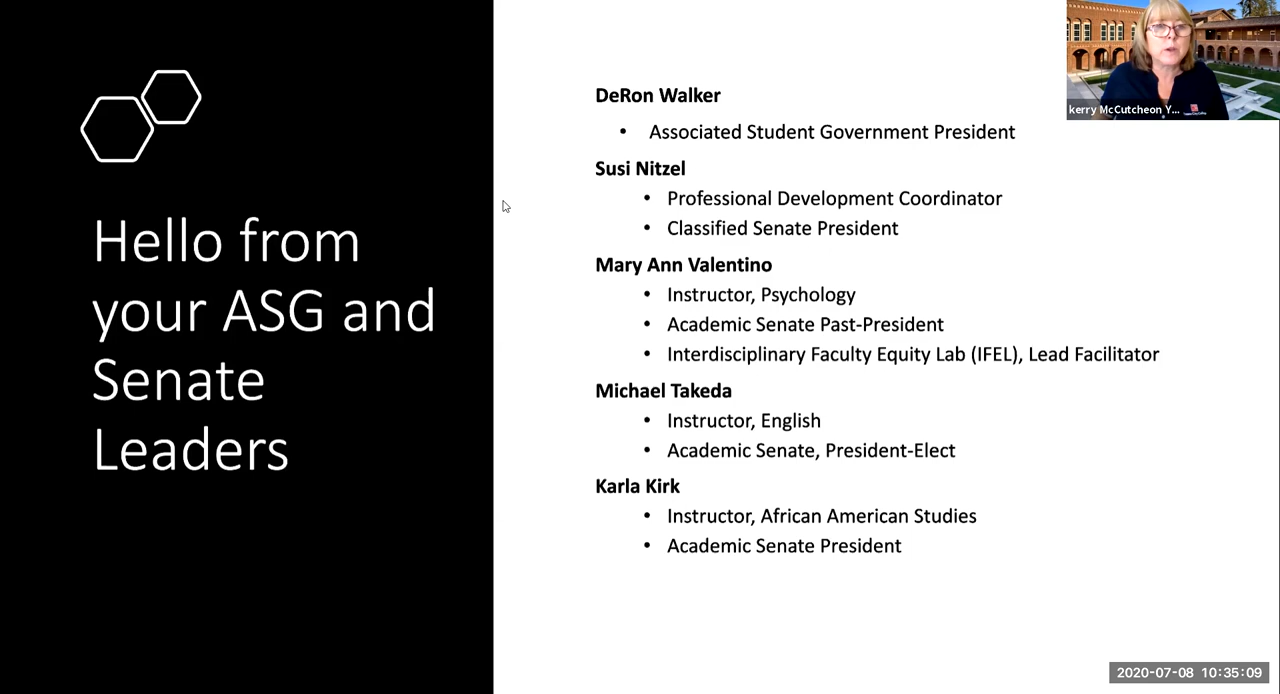 Hello from
your ASG and
Senate
Leaders
DeRon Walker
• Associated Student Government President
Susi Nitzel
• Professional Development Coordinator
• Classified Senate President
Mary Ann Valentino
• Instructor, Psychology
• Academic Senate Past-President
• Interdisciplinary Faculty Equity Lab (IFEL), Lead Facilitator
Michael Takeda
• Instructor, English
• Academic Senate, President-Elect
Karla Kirk
• Instructor, African American Studies
• Academic Senate President
kerry McCutcheon Y...
2020-07-08 10:35:09